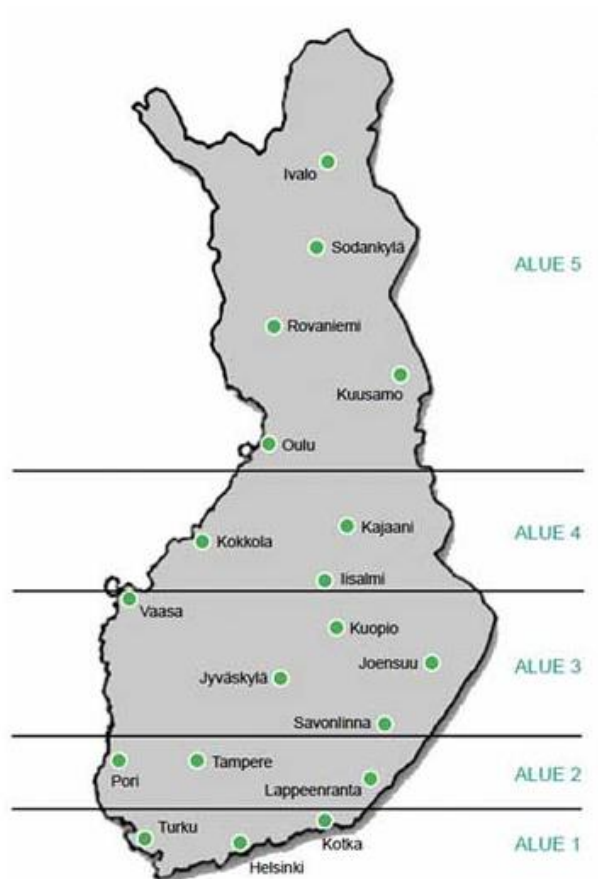 Ivalo
Sodankylä
ALUE 5
Rovaniemi
Kuusamo
Oulu
Kajaani
ALUE 4
Kokkola
Iisalmi
Vaasa
Kuopio
Joensuu
ALUE 3
Jyväskylä
Savonlinna
Tampere
ALUE 2
Pori
Lappeenranta
Turku
Kotka
ALUE 1
Helsinki